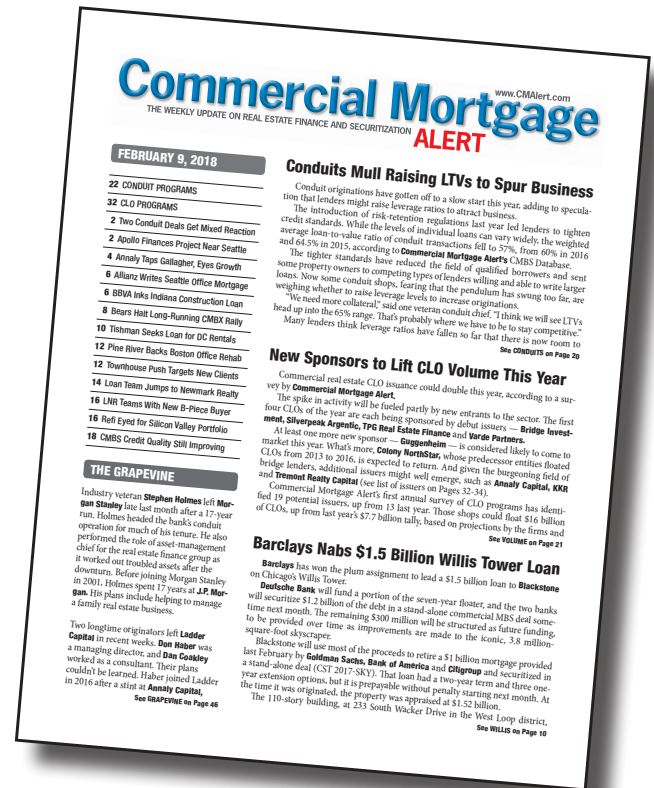 www.CMAlert.com
Commercial Mortgage
THE WEEKLY UPDATE ON REAL ESTATE FINANCE AND SECURITIZATION
ALERT
FEBRUARY 9, 2018
22 CONDUIT PROGRAMS
32 CLO PROGRAMS
2 Two Conduit Deals Get Mixed Reaction
2 Apollo Finances Project Near Seattle
4 Annaly Taps Gallagher, Eyes Growth
6 Allianz Writes Seattle Office Mortgage
6 BBVA Inks Indiana Construction Loan
8 Bears Halt Long-Running CMBX Rally
10 Tishman Seeks Loan for DC Rentals
12 Pine River Backs Boston Office Rehab
12 Townhouse Push Targets New Clients
14 Loan Team Jumps to Newmark Realty
16 LNR Teams With New B-Piece Buyer
16 Refi Eyed for Silicon Valley Portfolio
18 CMBS Credit Quality Still Improving
THE GRAPEVINE
Industry veteran Stephen Holmes left Mor-
gan Stanley late last month after a 17-year
run. Holmes headed the bank's conduit
operation for much of his tenure. He also
performed the role of asset-management
chief for the real estate finance group as
it worked out troubled assets after the
downturn. Before joining Morgan Stanley
in 2001, Holmes spent 17 years at J.P. Mor-
gan. His plans include helping to manage
a family real estate business.
Two longtime originators left Ladder
Capital in recent weeks. Don Haber was
a managing director, and Dan Coakley
worked as a consultant. Their plans
couldn't be learned. Haber joined Ladder
in 2016 after a stint at Annaly Capital,
See GRAPEVINE on Page 46
Conduits Mull Raising LTVs to Spur Business
Conduit originations have gotten off to a slow start this year, adding to specula-
tion that lenders might raise leverage ratios to attract business.
The introduction of risk-retention regulations last year led lenders to tighten
credit standards. While the levels of individual loans can vary widely, the weighted
average loan-to-value ratio of conduit transactions fell to 57%, from 60% in 2016
and 64.5% in 2015, according to Commercial Mortgage Alert's CMBS Database.
The tighter standards have reduced the field of qualified borrowers and sent
some property owners to competing types of lenders willing and able to write larger
loans. Now some conduit shops, fearing that the pendulum has swung too far, are
weighing whether to raise leverage levels to increase originations.
"We need more collateral," said one veteran conduit chief. "I think we will see LTVs
head up into the 65% range. That's probably where we have to be to stay competitive."
Many lenders think leverage ratios have fallen so far that there is now room to
See CONDUITS on Page 20
New Sponsors to Lift CLO Volume This Year
Commercial real estate CLO issuance could double this year, according to a sur-
vey by Commercial Mortgage Alert.
The spike in activity will be fueled partly by new entrants to the sector. The first
four CLOs of the year are each being sponsored by debut issuers — Bridge Invest-
ment, Silverpeak Argentic, TPG Real Estate Finance and Varde Partners.
At least one more new sponsor — Guggenheim — is considered likely to come to
market this year. What's more, Colony NorthStar, whose predecessor entities floated
CLOs from 2013 to 2016, is expected to return. And given the burgeoning field of
bridge lenders, additional issuers might well emerge, such as Annaly Capital, KKR
and Tremont Realty Capital (see list of issuers on Pages 32-34).
Commercial Mortgage Alert's first annual survey of CLO programs has identi-
fied 19 potential issuers, up from 13 last year. Those shops could float $16 billion
of CLOs, up from last year's $7.7 billion tally, based on projections by the firms and
See VOLUME on Page 21
Barclays Nabs $1.5 Billion Willis Tower Loan
Barclays has won the plum assignment to lead a $1.5 billion loan to Blackstone
on Chicago's Willis Tower.
Deutsche Bank will fund a portion of the seven-year floater, and the two banks
will securitize $1.2 billion of the debt in a stand-alone commercial MBS deal some-
time next month. The remaining $300 million will be structured as future funding,
to be provided over time as improvements are made to the iconic, 3.8 million-
square-foot skyscraper.
Blackstone will use most of the proceeds to retire a $1 billion mortgage provided
last February by Goldman Sachs, Bank of America and Citigroup and securitized in
a stand-alone deal (CST 2017-SKY). That loan had a two-year term and three one-
year extension options, but it is prepayable without penalty starting next month. At
the time it was originated, the property was appraised at $1.52 billion.
The 110-story building, at 233 South Wacker Drive in the West Loop district,
See WILLIS on Page 10